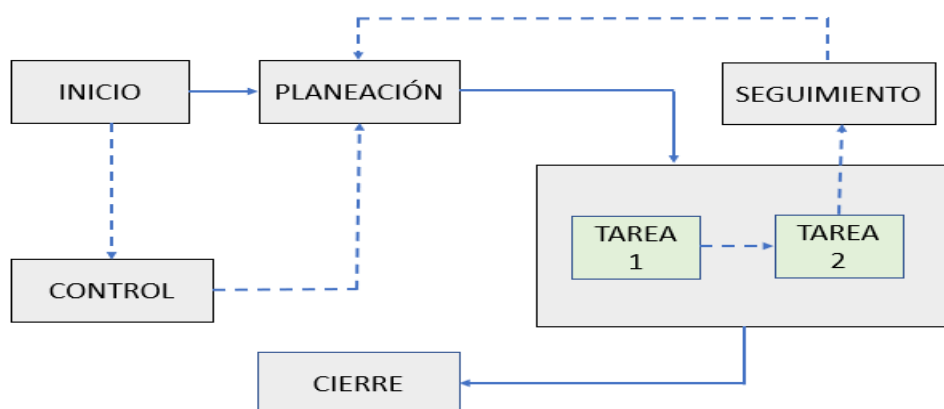 INICIO
PLANEACIÓN
SEGUIMIENTO
TAREA
1
TAREA
2
CONTROL
CIERRE